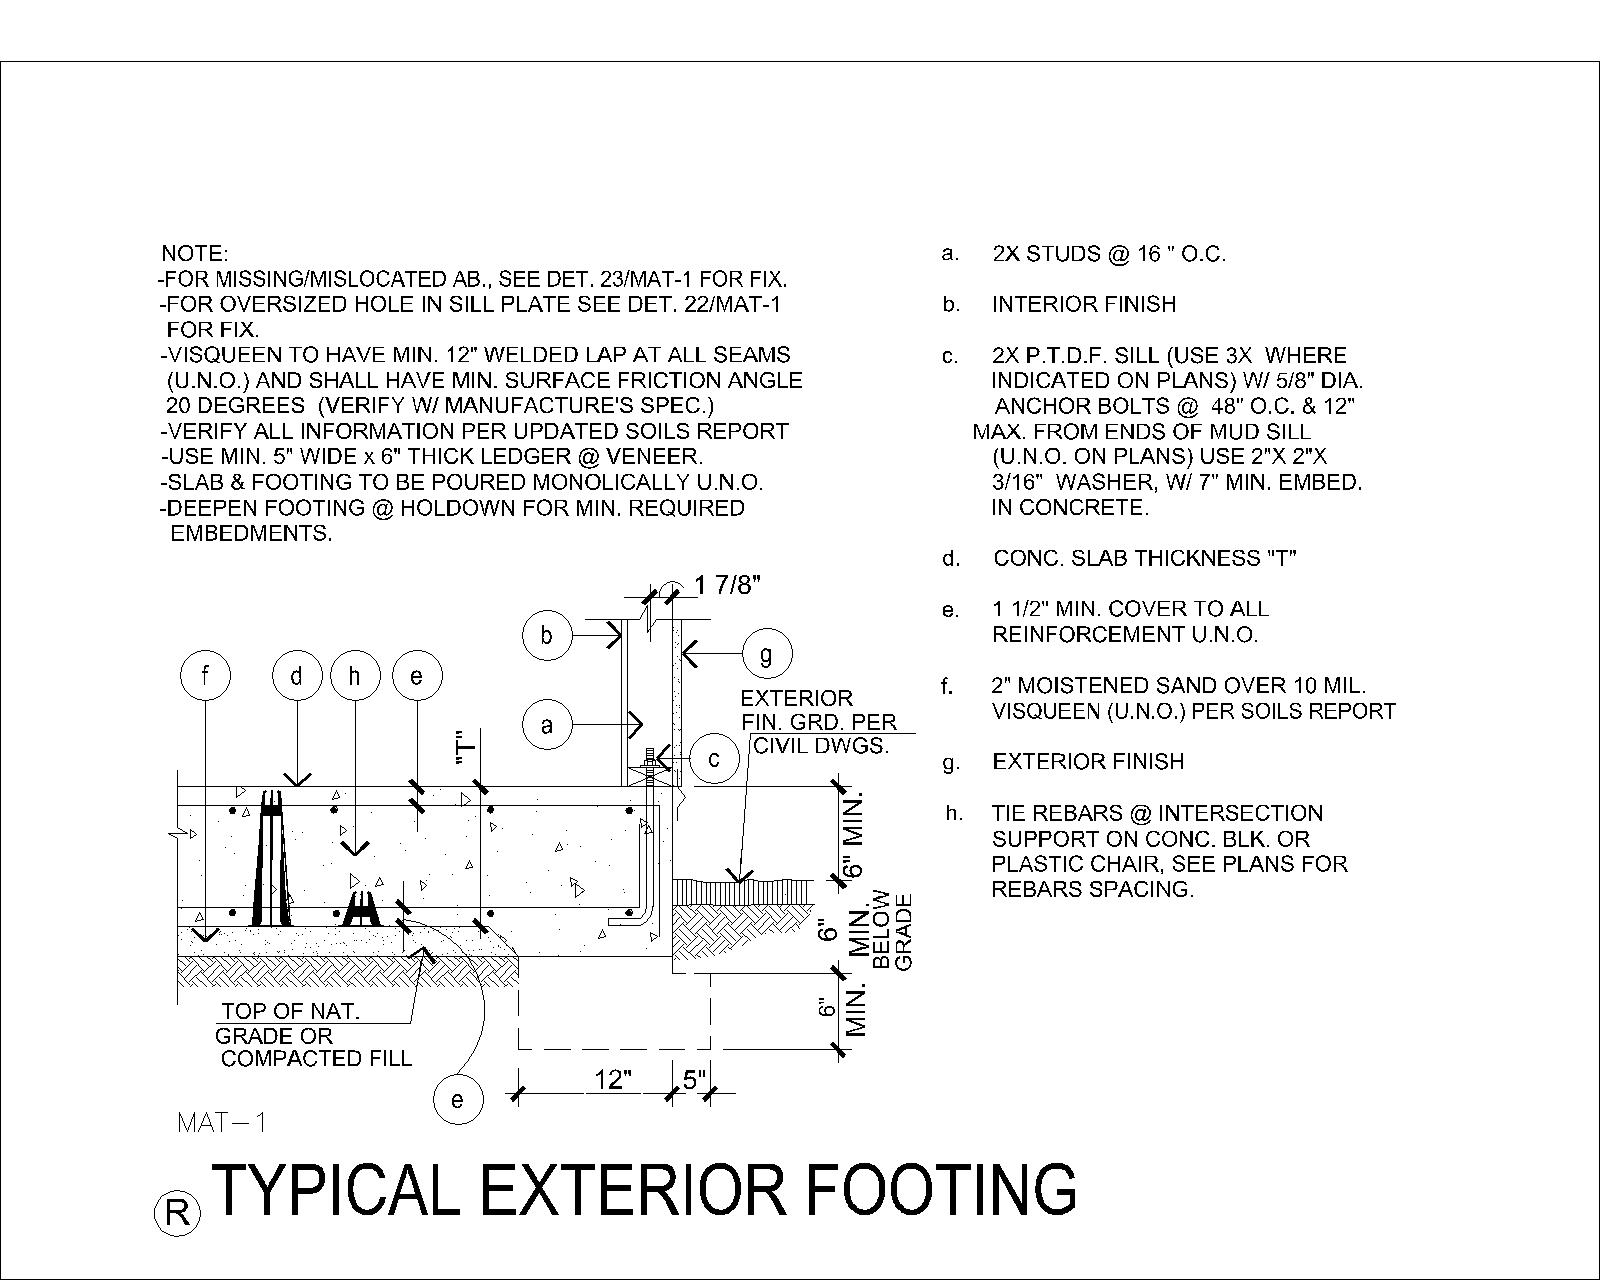 NOTE:
-FOR MISSING/MISLOCATED AB., SEE DET. 23/MAT-1 FOR FIX.
-FOR OVERSIZED HOLE IN SILL PLATE SEE DET. 22/MAT-1
FOR FIX.
-VISQUEEN TO HAVE MIN. 12" WELDED LAP AT ALL SEAMS
(U.N.O.) AND SHALL HAVE MIN. SURFACE FRICTION ANGLE
20 DEGREES (VERIFY W/ MANUFACTURE'S SPEC.)
-VERIFY ALL INFORMATION PER UPDATED SOILS REPORT
-USE MIN. 5" WIDE x 6" THICK LEDGER @ VENEER.
-SLAB & FOOTING TO BE POURED MONOLICALLY U.N.O.
-DEEPEN FOOTING @ HOLDOWN FOR MIN. REQUIRED
EMBEDMENTS.
a. 2X STUDS @ 16 " O.C.
b. INTERIOR FINISH
c. 2X P.T.D.F. SILL (USE 3X WHERE
INDICATED ON PLANS) W/ 5/8" DIA.
ANCHOR BOLTS @ 48" O.C. & 12"
MAX. FROM ENDS OF MUD SILL
(U.N.O. ON PLANS) USE 2"X 2"X
3/16" WASHER, W/ 7" MIN. EMBED.
IN CONCRETE.
d. CONC. SLAB THICKNESS "T"
e. 1 1/2" MIN. COVER TO ALL
REINFORCEMENT U.N.O.
f. 2" MOISTENED SAND OVER 10 MIL.
VISQUEEN (U.N.O.) PER SOILS REPORT
g. EXTERIOR FINISH
h. TIE REBARS @ INTERSECTION
SUPPORT ON CONC. BLK. OR
PLASTIC CHAIR, SEE PLANS FOR
REBARS SPACING.
1 7/8"
b
g
f
d
h
e
a
c
"T"
EXTERIOR
FIN. GRD. PER
CIVIL DWGS.
6" MIN.
6"
MIN.
BELOW
GRADE
6"
MIN.
TOP OF NAT.
GRADE OR
COMPACTED FILL
e
12"
5"
MAT-1
R
TYPICAL EXTERIOR FOOTING